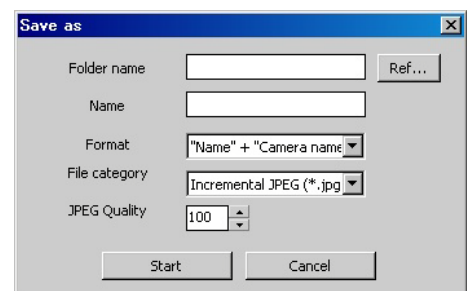 Save as
Folder name
Ref...
Name
Format "Name" + "Camera name
File category Incremental JPEG (*.jpg
JPEG Quality 100
Start Cancel